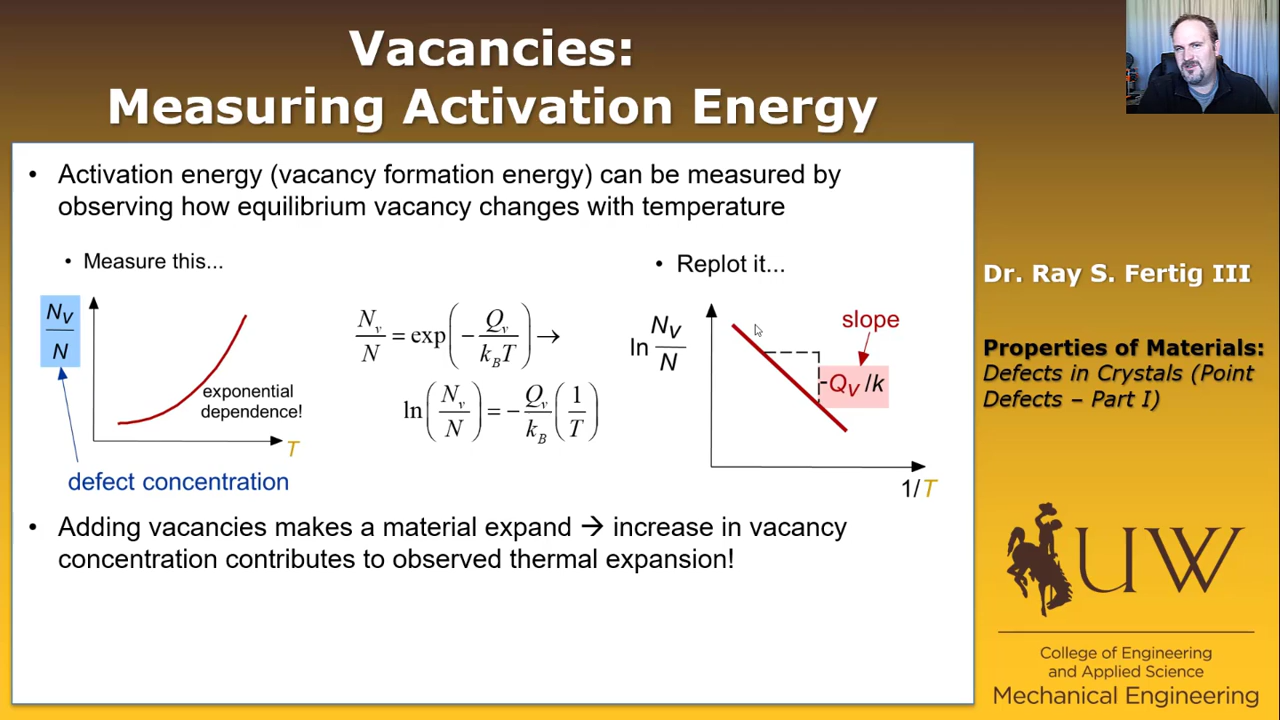 Vacancies:
Measuring Activation Energy
• Activation energy (vacancy formation energy) can be measured by
observing how equilibrium vacancy changes with temperature
• Measure this...
N_V/N
exponential
dependence!
T
defect concentration
N_v/N = exp(−Q_v/k_BT) →
ln(N_v/N) = −Q_v/k_B(1/T)
• Replot it...
ln N_V/N
slope
-Q_V/k
1/T
• Adding vacancies makes a material expand → increase in vacancy
concentration contributes to observed thermal expansion!
Dr. Ray S. Fertig III
Properties of Materials:
Defects in Crystals (Point
Defects – Part I)
UW
College of Engineering
and Applied Science
Mechanical Engineering